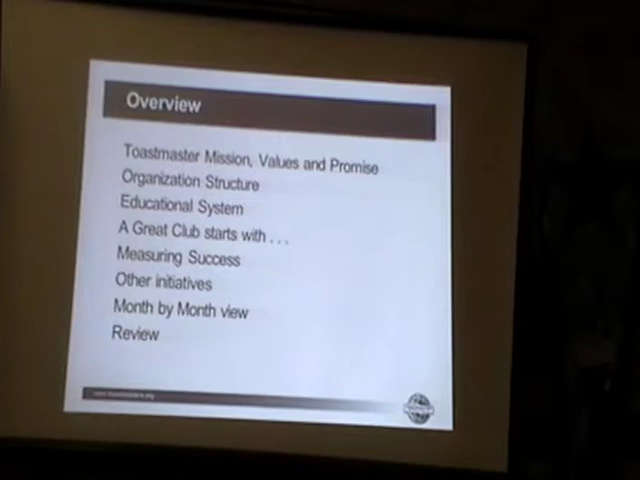 Overview
Toastmaster Mission, Values and Promise
Organization Structure
Educational System
A Great Club starts with . . .
Measuring Success
Other initiatives
Month by Month view
Review